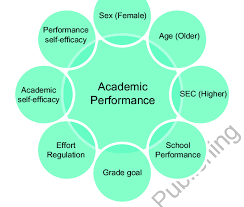 Sex (Female)
Performance
self-efficacy
Age (Older)
Academic
self-efficacy
Academic
Performance
SEC (Higher)
Effort
Regulation
School
Performance
Grade goal
Publishing